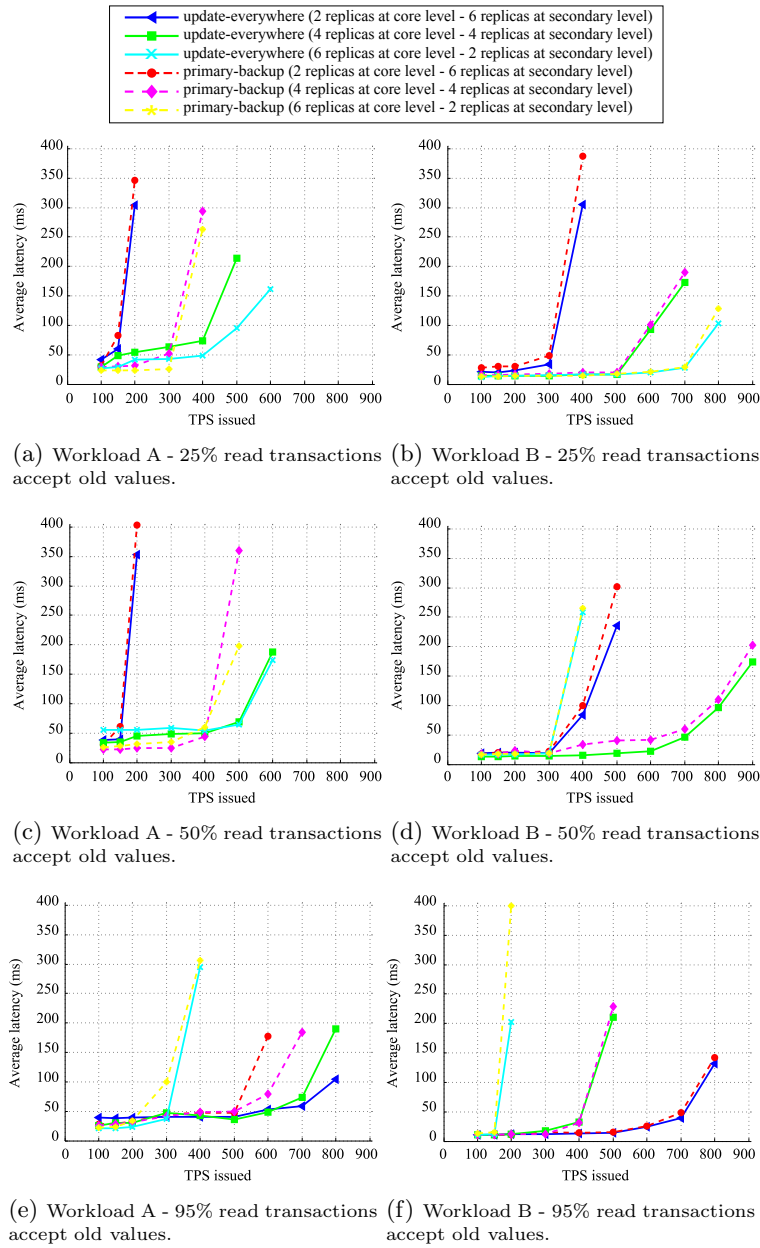 update-everywhere (2 replicas at core level - 6 replicas at secondary level)
update-everywhere (4 replicas at core level - 4 replicas at secondary level)
update-everywhere (6 replicas at core level - 2 replicas at secondary level)
primary-backup (2 replicas at core level - 6 replicas at secondary level)
primary-backup (4 replicas at core level - 4 replicas at secondary level)
primary-backup (6 replicas at core level - 2 replicas at secondary level)
400
350
300
250
200
150
100
50
0
Average latency (ms)
0 100 200 300 400 500 600 700 800 900
TPS issued
(a) Workload A - 25% read transactions
accept old values.
400
350
300
250
200
150
100
50
0
Average latency (ms)
0 100 200 300 400 500 600 700 800 900
TPS issued
(b) Workload B - 25% read transactions
accept old values.
400
350
300
250
200
150
100
50
0
Average latency (ms)
0 100 200 300 400 500 600 700 800 900
TPS issued
(c) Workload A - 50% read transactions
accept old values.
400
350
300
250
200
150
100
50
0
Average latency (ms)
0 100 200 300 400 500 600 700 800 900
TPS issued
(d) Workload B - 50% read transactions
accept old values.
400
350
300
250
200
150
100
50
0
Average latency (ms)
0 100 200 300 400 500 600 700 800 900
TPS issued
(e) Workload A - 95% read transactions
accept old values.
400
350
300
250
200
150
100
50
0
Average latency (ms)
0 100 200 300 400 500 600 700 800 900
TPS issued
(f) Workload B - 95% read transactions
accept old values.